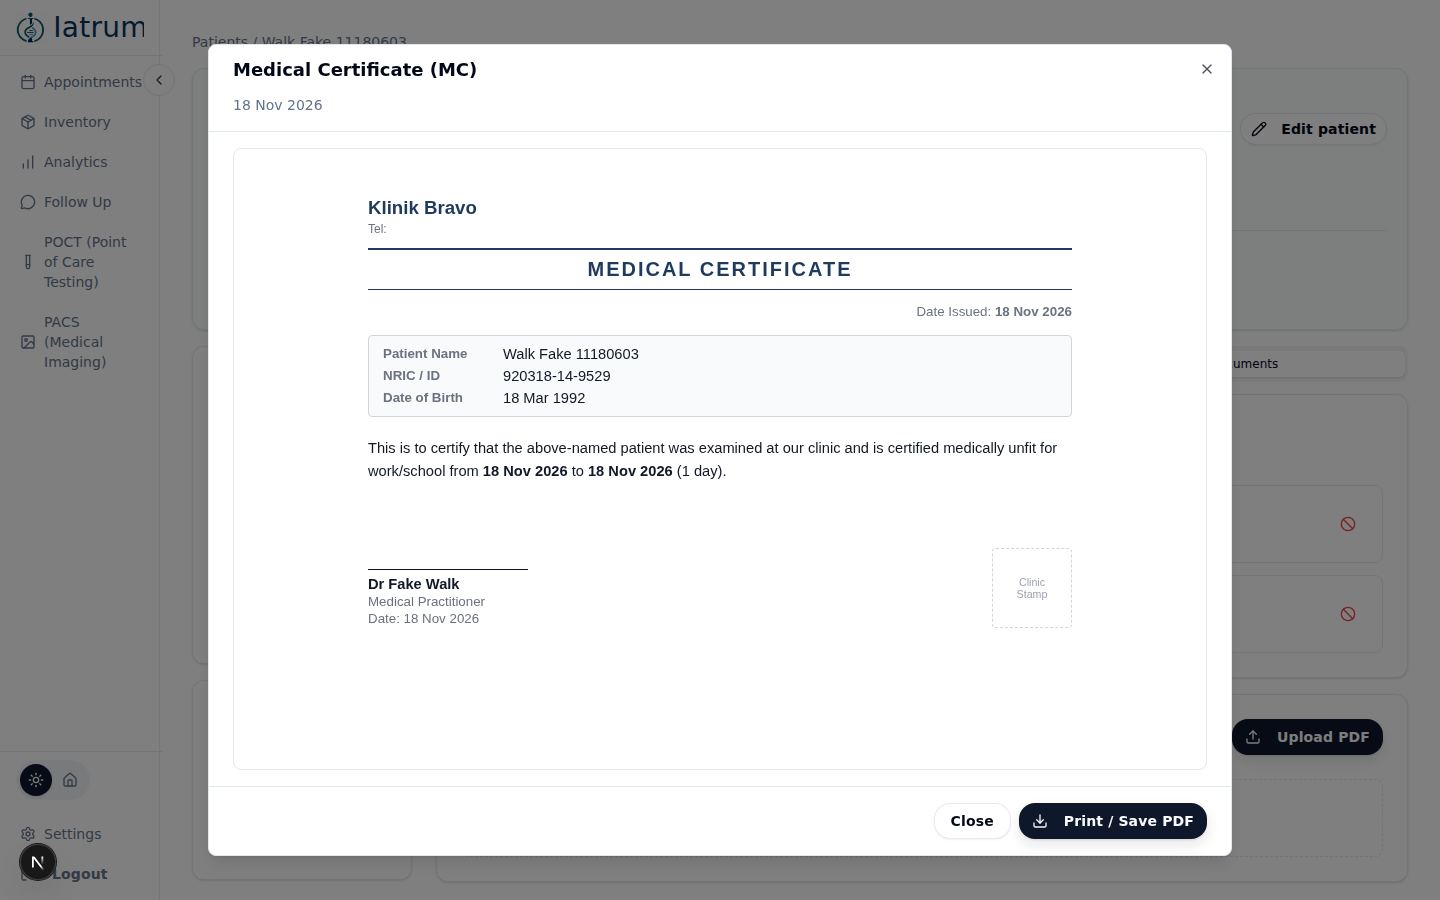 Iatrum
Appointments
Inventory
Analytics
Follow Up
POCT (Point
of Care
Testing)
PACS
(Medical
Imaging)
Settings
Logout
Patients / Walk Fake 11180603
Edit patient
uments
Upload PDF
Medical Certificate (MC)
18 Nov 2026
Klinik Bravo
Tel:
MEDICAL CERTIFICATE
Date Issued: 18 Nov 2026
Patient Name Walk Fake 11180603
NRIC / ID 920318-14-9529
Date of Birth 18 Mar 1992
This is to certify that the above-named patient was examined at our clinic and is certified medically unfit for
work/school from 18 Nov 2026 to 18 Nov 2026 (1 day).
Dr Fake Walk
Medical Practitioner
Date: 18 Nov 2026
Clinic
Stamp
Close
Print / Save PDF